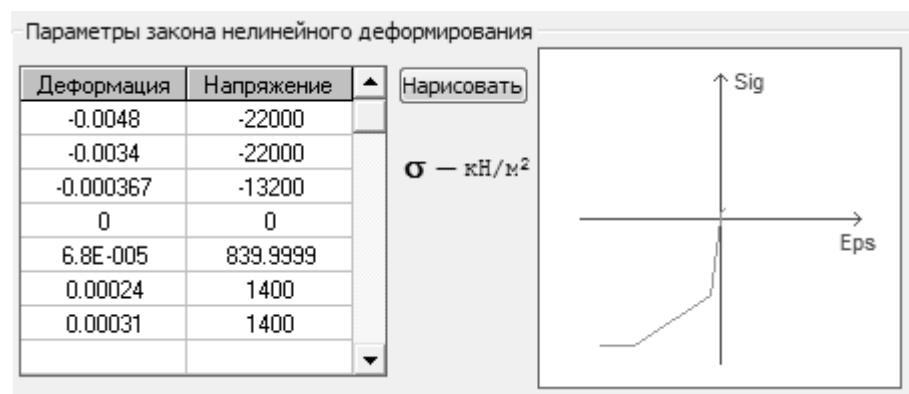 Параметры закона нелинейного деформирования
Деформация Напряжение
-0.0048 -22000
-0.0034 -22000
-0.000367 -13200
0 0
6.8E-005 839.9999
0.00024 1400
0.00031 1400
Нарисовать
σ – кН/м²
Sig
Eps